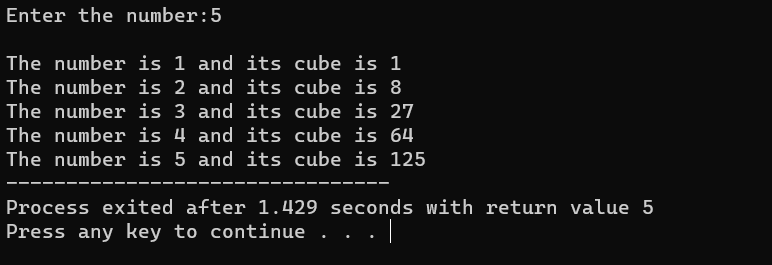 Enter the number:5
The number is 1 and its cube is 1
The number is 2 and its cube is 8
The number is 3 and its cube is 27
The number is 4 and its cube is 64
The number is 5 and its cube is 125
--------------------------------
Process exited after 1.429 seconds with return value 5
Press any key to continue . . .